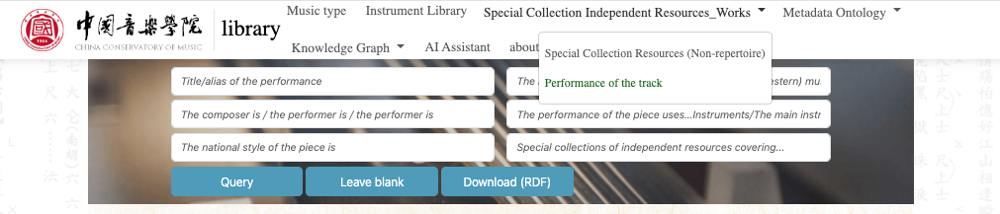 中國音樂學院
CHINA CONSERVATORY OF MUSIC
library
Music type
Instrument Library
Special Collection Independent Resources_Works
Metadata Ontology
Knowledge Graph
AI Assistant
about
Special Collection Resources (Non-repertoire)
Performance of the track
Title/alias of the performance
The
estern) mu
The composer is / the performer is / the performer is
The performance of the piece uses...Instruments/The main instr
The national style of the piece is
Special collections of independent resources covering...
Query
Leave blank
Download (RDF)